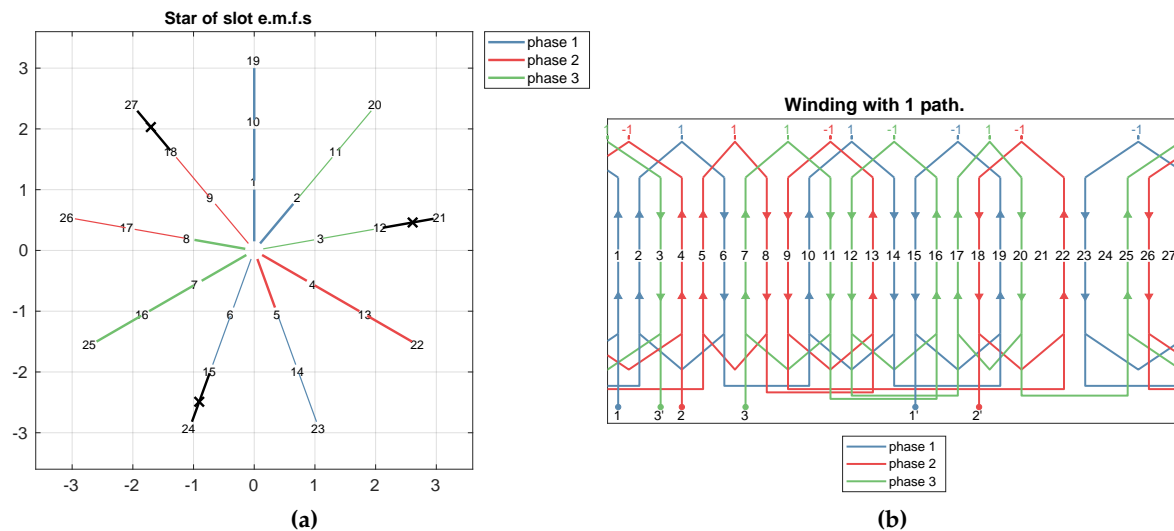 Star of slot e.m.f.s
phase 1
phase 2
phase 3
3
2
1
0
-1
-2
-3
-3 -2 -1 0 1 2 3
19
27 20
10
18 11
1
9 2
26 17 8 3 12 21
7 4
16 6 5 13
25 22
15 14
24 23
(a)
Winding with 1 path.
1 -1 1 1 1 -1 1 -1 -1 1 -1 -1
1 2 3 4 5 6 7 8 9 10 11 12 13 14 15 16 17 18 19 20 21 22 23 24 25 26 27
1 3' 2 3 1' 2'
phase 1
phase 2
phase 3
(b)